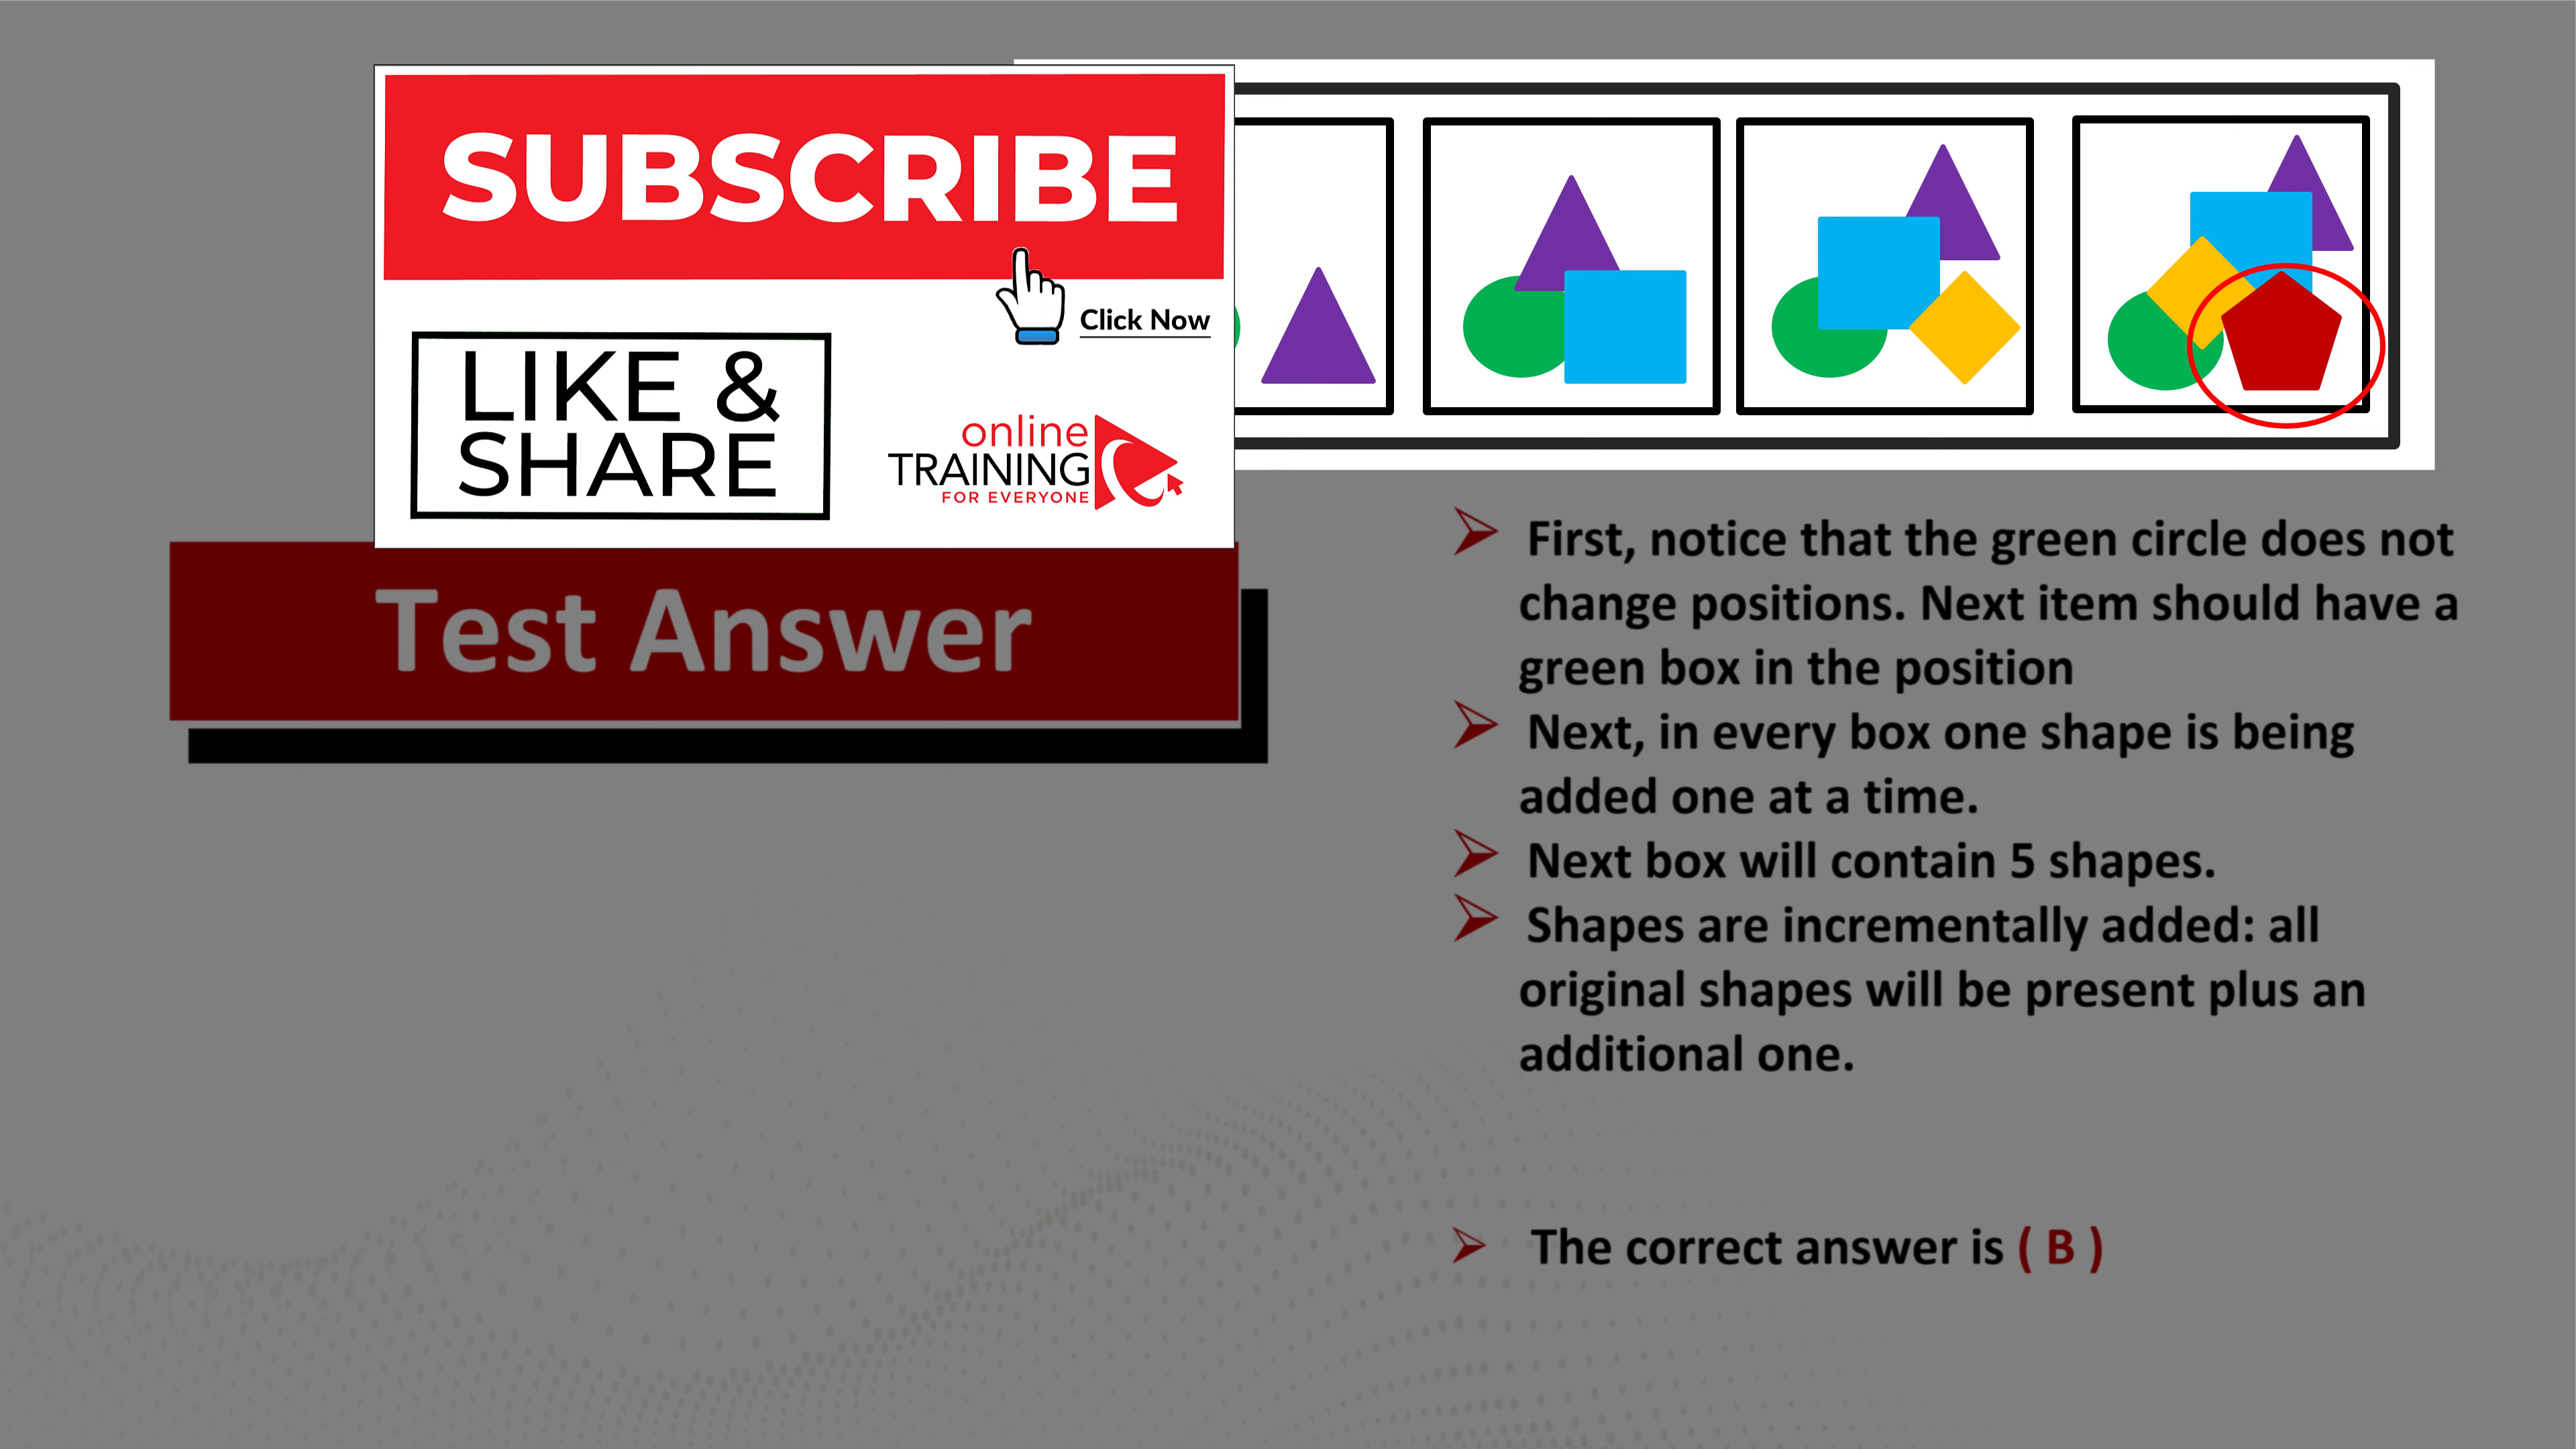 SUBSCRIBE
Click Now
LIKE &
SHARE
online
TRAINING
FOR EVERYONE
Test Answer
First, notice that the green circle does not
change positions. Next item should have a
green box in the position
Next, in every box one shape is being
added one at a time.
Next box will contain 5 shapes.
Shapes are incrementally added: all
original shapes will be present plus an
additional one.
The correct answer is ( B )